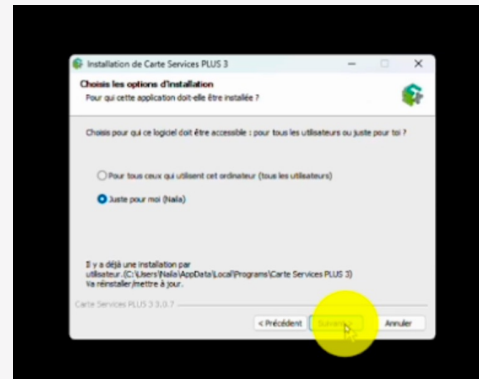 Installation de Carte Services PLUS 3
Choisis les options d'installation
Pour qui cette application doit-elle être installée ?
Choisis pour qui ce logiciel doit être accessible : pour tous les utilisateurs ou juste pour toi ?
Pour tous ceux qui utilisent cet ordinateur (tous les utilisateurs)
Juste pour moi (Naila)
Il y a déjà une installation par
utilisateur.(C:\Users\Naila\AppData\Local\Programs\Carte Services PLUS 3)
Va réinstaller/mettre à jour.
Carte Services PLUS 3 3.0.7
< Précédent
Suivant >
Annuler